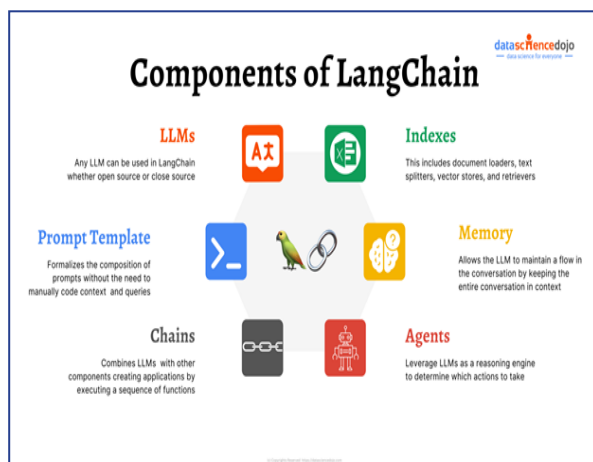 datasciencedojo
data science for everyone
Components of LangChain
LLMs
Any LLM can be used in LangChain
whether open source or close source
Indexes
This includes document loaders, text
splitters, vector stores, and retrievers
Prompt Template
Formalizes the composition of
prompts without the need to
manually code context and queries
Memory
Allows the LLM to maintain a flow in
the conversation by keeping the
entire conversation in context
Chains
Combines LLMs with other
components creating applications by
executing a sequence of functions
Agents
Leverage LLMs as a reasoning engine
to determine which actions to take